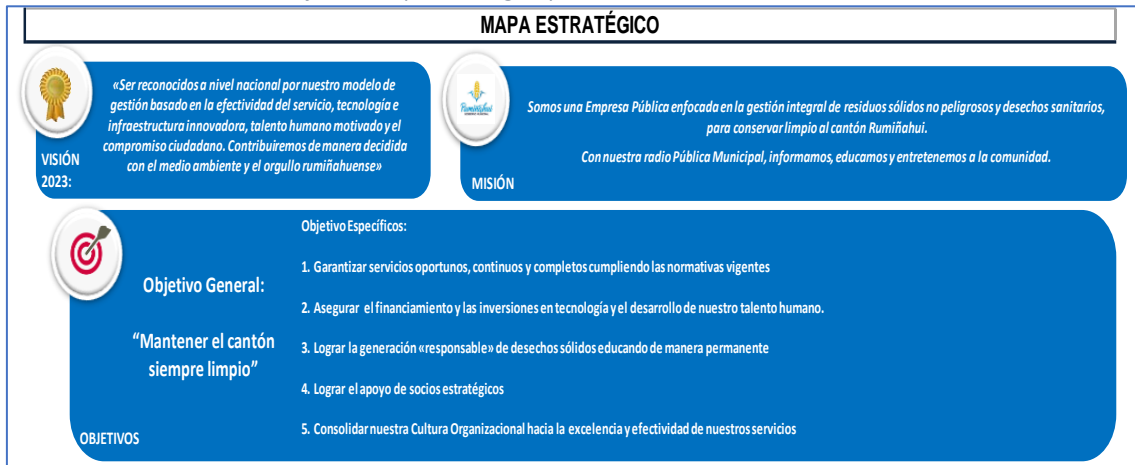 MAPA ESTRATÉGICO
«Ser reconocidos a nivel nacional por nuestro modelo de
gestión basado en la efectividad del servicio, tecnología e
infraestructura innovadora, talento humano motivado y el
compromiso ciudadano. Contribuiremos de manera decidida
con el medio ambiente y el orgullo rumiñahuense»
VISIÓN
2023:
Rumiñahui
Somos una Empresa Pública enfocada en la gestión integral de residuos sólidos no peligrosos y desechos sanitarios,
para conservar limpio al cantón Rumiñahui.
Con nuestra radio Pública Municipal, informamos, educamos y entretenemos a la comunidad.
MISIÓN
Objetivo General:
“Mantener el cantón
siempre limpio”
OBJETIVOS
Objetivo Específicos:
1. Garantizar servicios oportunos, continuos y completos cumpliendo las normativas vigentes
2. Asegurar el financiamiento y las inversiones en tecnología y el desarrollo de nuestro talento humano.
3. Lograr la generación «responsable» de desechos sólidos educando de manera permanente
4. Lograr el apoyo de socios estratégicos
5. Consolidar nuestra Cultura Organizacional hacia la excelencia y efectividad de nuestros servicios